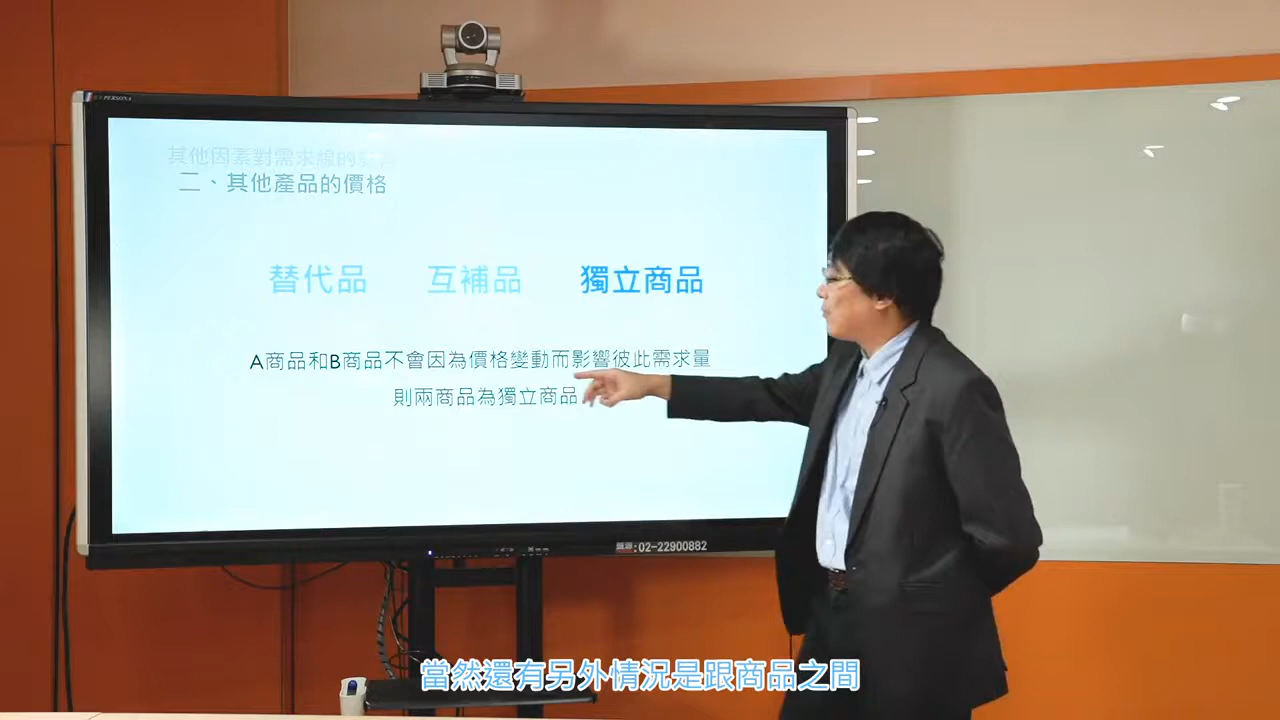 PERSONA
其他因素對需求線的影響
二、其他產品的價格
替代品 互補品 獨立商品
A商品和B商品不會因為價格變動而影響彼此需求量
則兩商品為獨立商品
:02-22900882
當然還有另外情況是跟商品之間